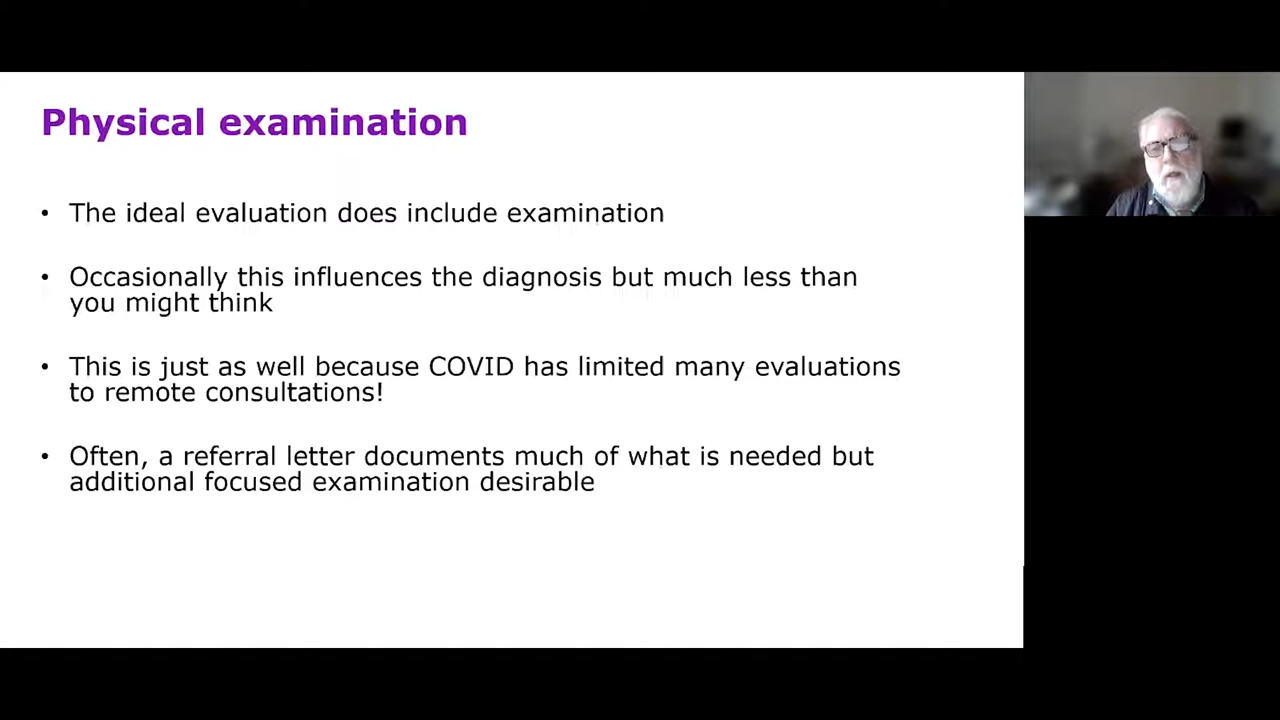 Physical examination
• The ideal evaluation does include examination
• Occasionally this influences the diagnosis but much less than
you might think
• This is just as well because COVID has limited many evaluations
to remote consultations!
• Often, a referral letter documents much of what is needed but
additional focused examination desirable